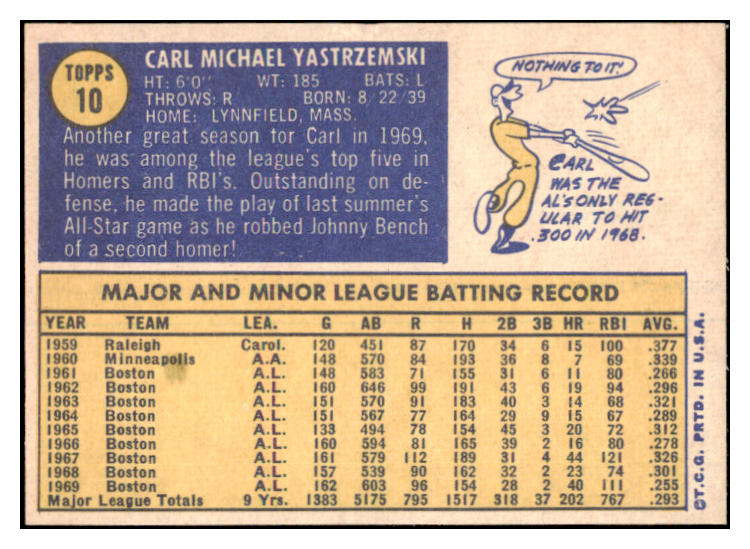 TOPPS
10
CARL MICHAEL YASTRZEMSKI
HT: 6'0" WT: 185 BATS: L
THROWS: R BORN: 8/22/39
HOME: LYNNFIELD, MASS.
Another great season for Carl in 1969,
he was among the league's top five in
Homers and RBI's. Outstanding on de-
fense, he made the play of last summer's
All-Star game as he robbed Johnny Bench
of a second homer!
NOTHING TO IT!
CARL
WAS THE
AL'S ONLY REG-
ULAR TO HIT
.300 IN 1968.
MAJOR AND MINOR LEAGUE BATTING RECORD
YEAR TEAM LEA. G AB R H 2B 3B HR RBI AVG.
1959 Raleigh Carol. 120 451 87 170 34 6 15 100 .377
1960 Minneapolis A.A. 148 570 84 193 36 8 7 69 .339
1961 Boston A.L. 148 583 71 155 31 6 11 80 .266
1962 Boston A.L. 160 646 99 191 43 6 19 94 .296
1963 Boston A.L. 151 570 91 183 40 3 14 68 .321
1964 Boston A.L. 151 567 77 164 29 9 15 67 .289
1965 Boston A.L. 133 494 78 154 45 3 20 72 .312
1966 Boston A.L. 160 594 81 165 39 2 16 80 .278
1967 Boston A.L. 161 579 112 189 31 4 44 121 .326
1968 Boston A.L. 157 539 90 162 32 2 23 74 .301
1969 Boston A.L. 162 603 96 154 28 2 40 111 .255
Major League Totals 9 Yrs. 1383 5175 795 1517 318 37 202 767 .293
©T.C.G. PRTD. IN U.S.A.